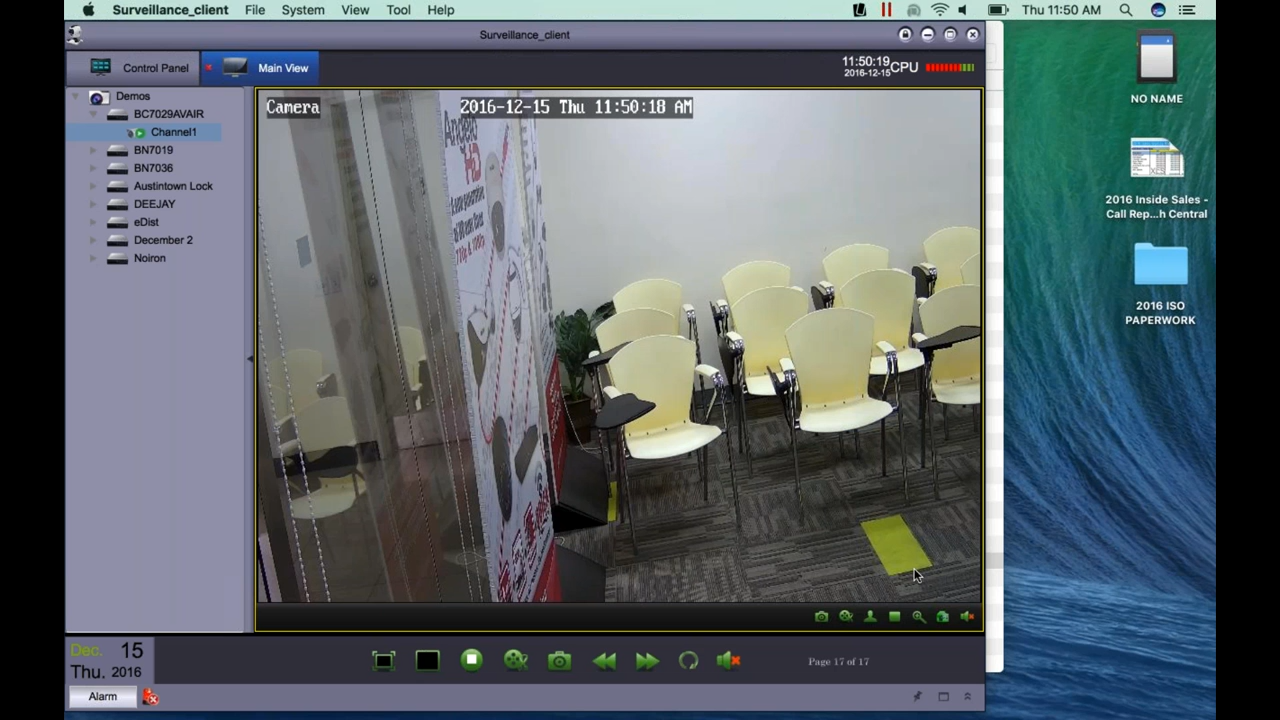 Surveillance_client File System View Tool Help
Thu 11:50 AM
Surveillance_client
Control Panel
Main View
11:50:19
2016-12-15
CPU
Demos
BC7029AVAIR
Channel1
BN7019
BN7036
Austintown Lock
DEEJAY
eDist
December 2
Noiron
Camera
2016-12-15 Thu 11:50:18 AM
HD
NO NAME
2016 Inside Sales -
Call Rep...h Central
2016 ISO
PAPERWORK
Dec. 15
Thu. 2016
Page 17 of 17
Alarm